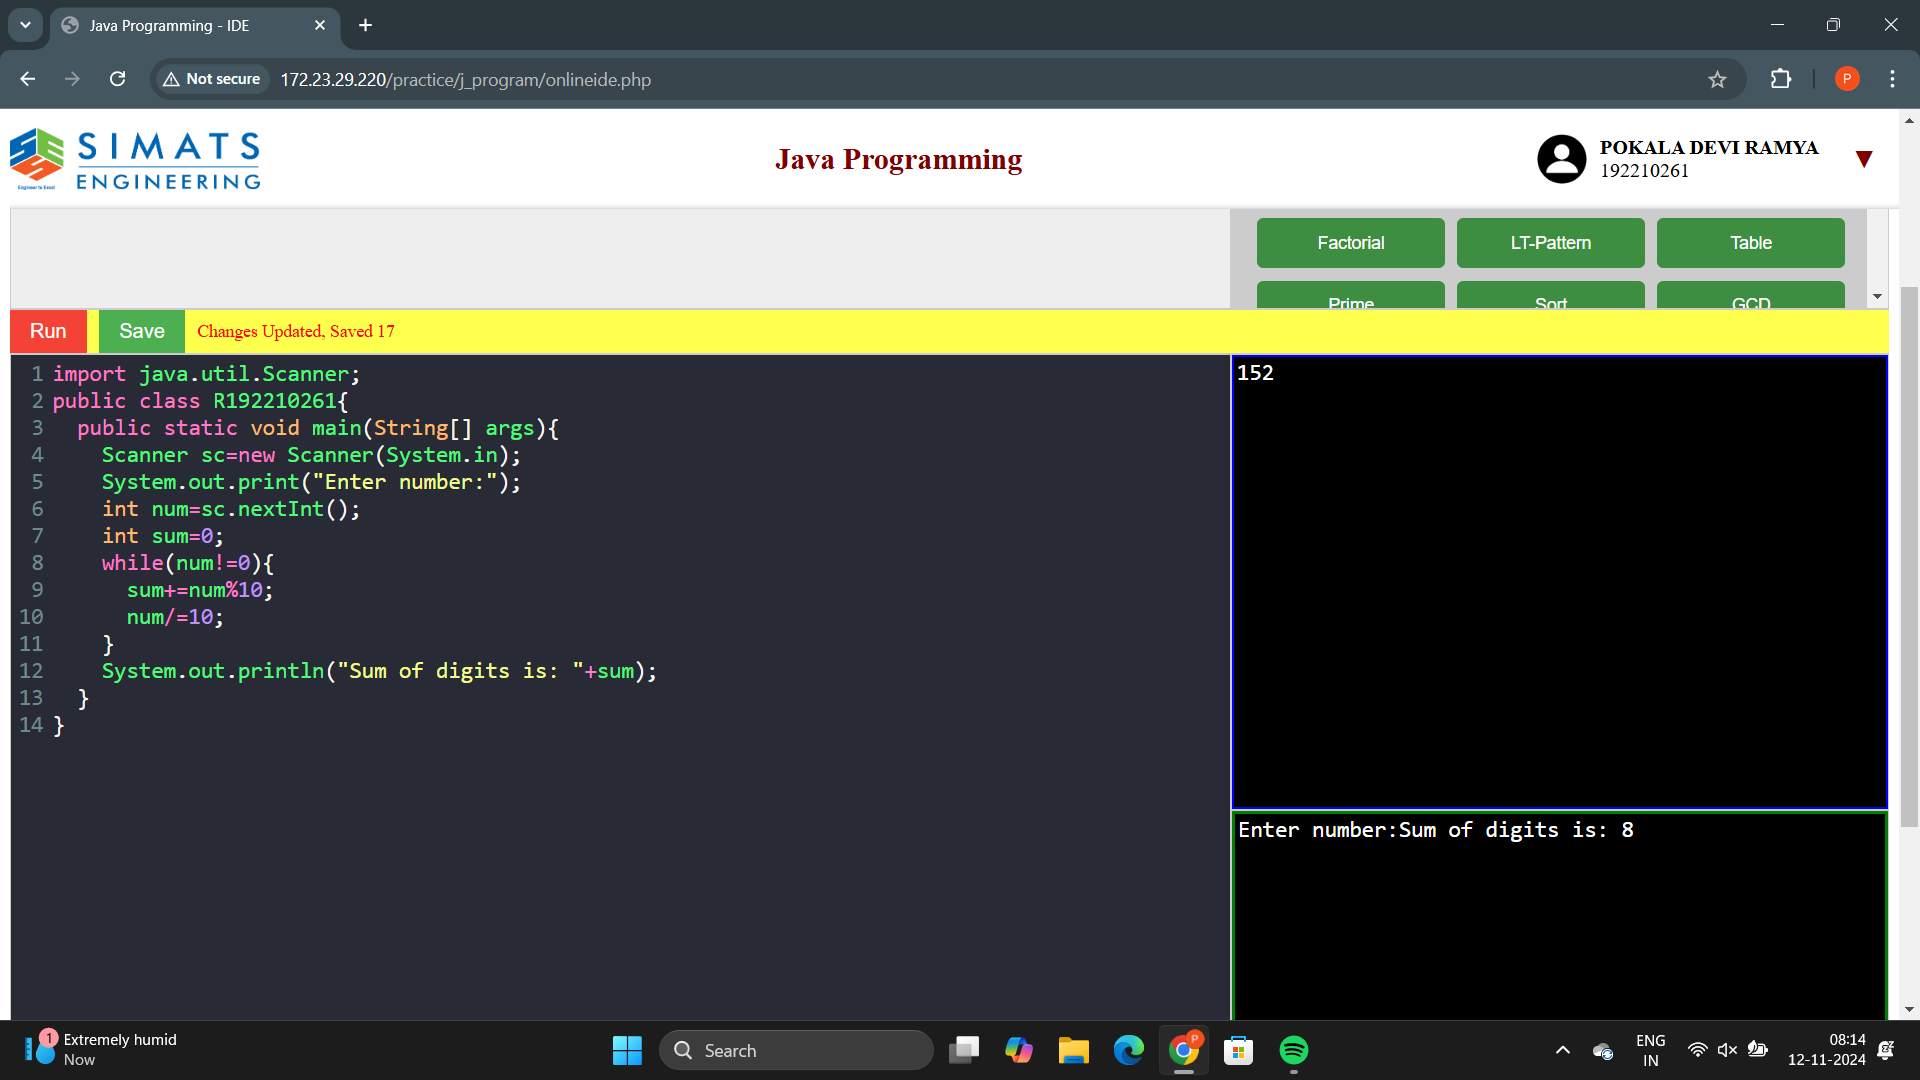 Java Programming - IDE
Not secure
172.23.29.220/practice/j_program/onlineide.php
P
SIMATS
ENGINEERING
Engineer to Excel
Java Programming
POKALA DEVI RAMYA
192210261
Factorial
LT-Pattern
Table
Prime
Sort
GCD
Run
Save
Changes Updated, Saved 17
1 import java.util.Scanner;
2 public class R192210261{
3 public static void main(String[] args){
4 Scanner sc=new Scanner(System.in);
5 System.out.print("Enter number:");
6 int num=sc.nextInt();
7 int sum=0;
8 while(num!=0){
9 sum+=num%10;
10 num/=10;
11 }
12 System.out.println("Sum of digits is: "+sum);
13 }
14 }
152
Enter number:Sum of digits is: 8
1
Extremely humid
Now
Search
P
ENG
IN
08:14
12-11-2024